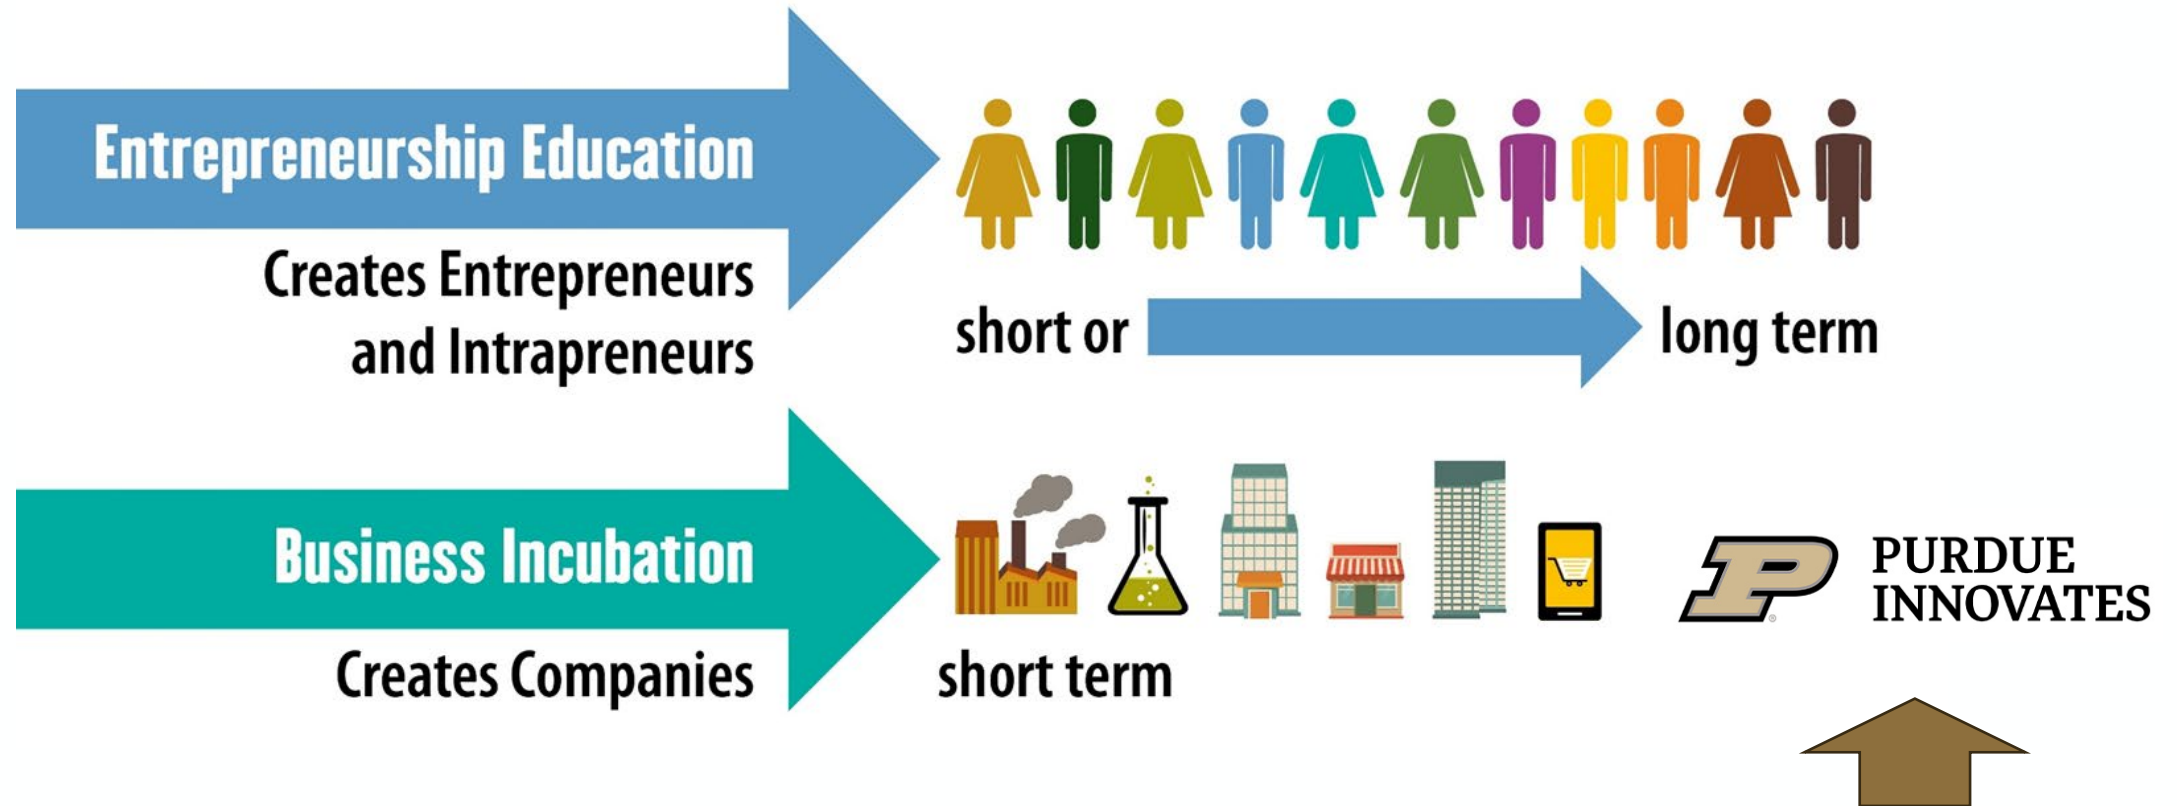 Entrepreneurship Education
Creates Entrepreneurs
and Intrapreneurs
short or
long term
Business Incubation
Creates Companies
short term
P
PURDUE
INNOVATES
®